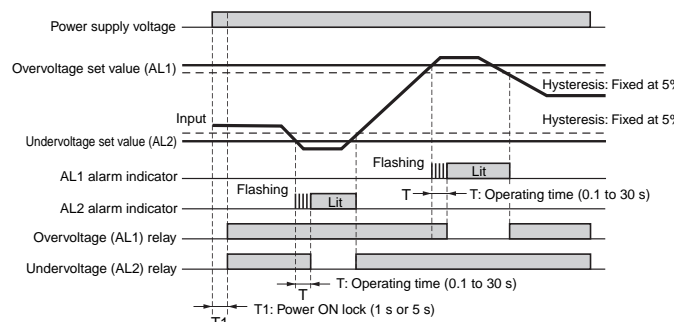 Power supply voltage
Overvoltage set value (AL1)
Hysteresis: Fixed at 5%
Input
Hysteresis: Fixed at 5%
Undervoltage set value (AL2)
Flashing
Lit
AL1 alarm indicator
T
T: Operating time (0.1 to 30 s)
Flashing
Lit
AL2 alarm indicator
Overvoltage (AL1) relay
Undervoltage (AL2) relay
T: Operating time (0.1 to 30 s)
T
T1: Power ON lock (1 s or 5 s)
T1